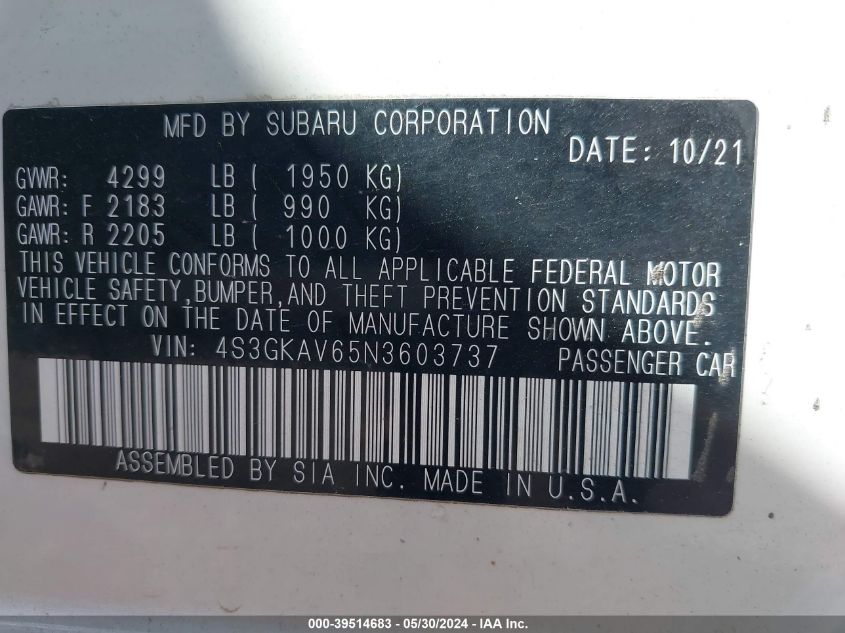 MFD BY SUBARU CORPORATION
DATE: 10/21
GVWR: 4299 LB ( 1950 KG)
GAWR: F 2183 LB ( 990 KG)
GAWR: R 2205 LB ( 1000 KG)
THIS VEHICLE CONFORMS TO ALL APPLICABLE FEDERAL MOTOR
VEHICLE SAFETY,BUMPER,AND THEFT PREVENTION STANDARDS
IN EFFECT ON THE DATE OF MANUFACTURE SHOWN ABOVE.
VIN: 4S3GKAV65N3603737 PASSENGER CAR
ASSEMBLED BY SIA INC. MADE IN U.S.A.
000-39514683 - 05/30/2024 - IAA Inc.